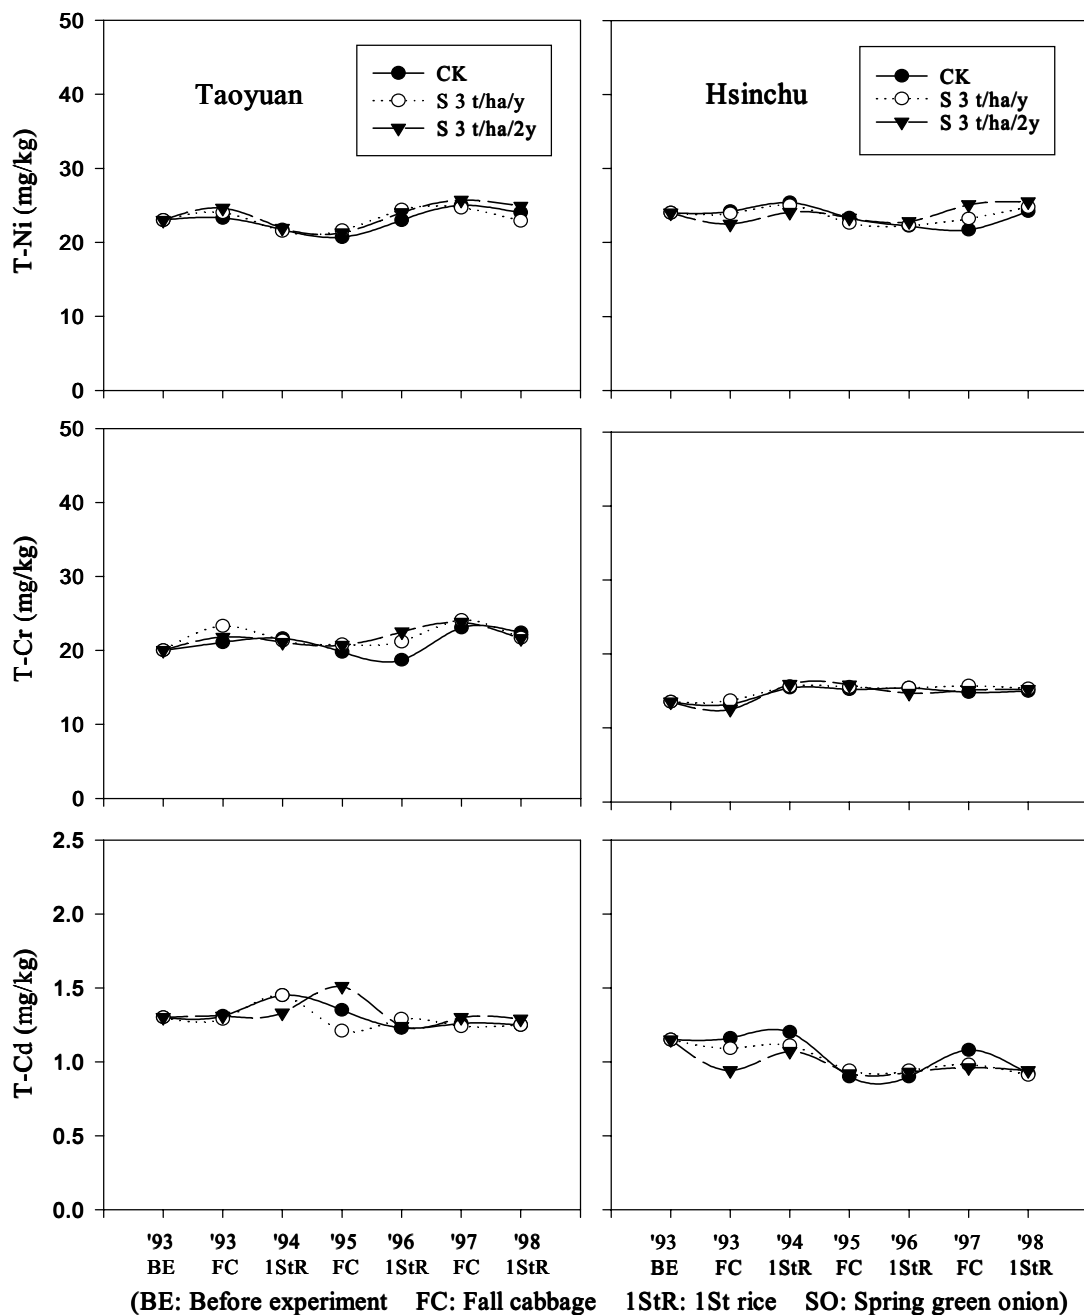 50
40
30
20
10
0
T-Ni (mg/kg)
Taoyuan
CK
S 3 t/ha/y
S 3 t/ha/2y
Hsinchu
CK
S 3 t/ha/y
S 3 t/ha/2y
50
40
30
20
10
0
T-Cr (mg/kg)
2.5
2.0
1.5
1.0
0.5
0.0
T-Cd (mg/kg)
'93 '93 '94 '95 '96 '97 '98
BE FC 1StR FC 1StR FC 1StR
'93 '93 '94 '95 '96 '97 '98
BE FC 1StR FC 1StR FC 1StR
(BE: Before experiment FC: Fall cabbage 1StR: 1St rice SO: Spring green onion)